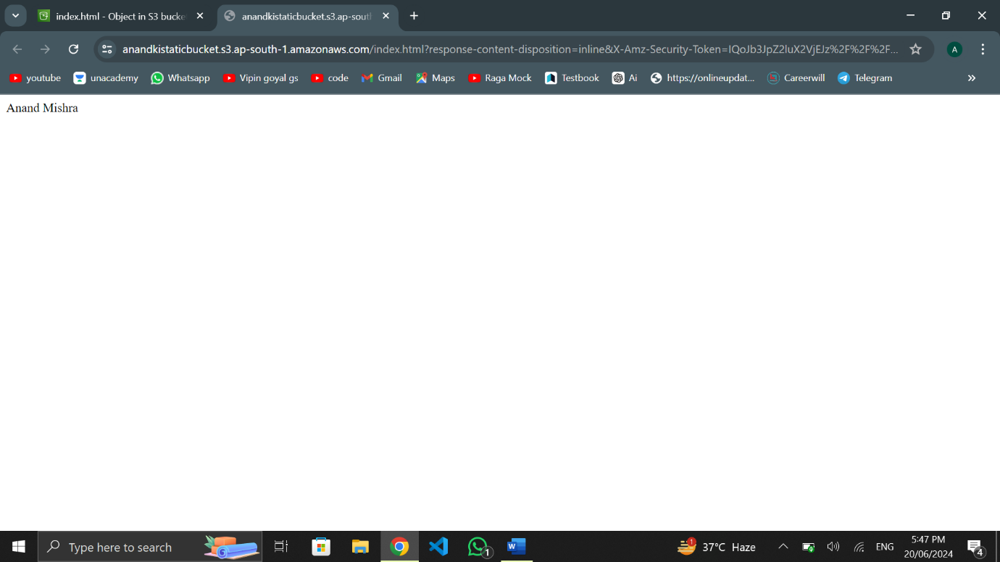 index.html - Object in S3 bucke
anandkistaticbucket.s3.ap-south
anandkistaticbucket.s3.ap-south-1.amazonaws.com/index.html?response-content-disposition=inline&X-Amz-Security-Token=IQoJb3JpZ2luX2VjEJz%2F%2F%2F...
A
youtube unacademy Whatsapp Vipin goyal gs code Gmail Maps Raga Mock Testbook Ai https://onlineupdat... Careerwill Telegram »
Anand Mishra
Type here to search
1
W
1
37°C Haze
ENG
5:47 PM
20/06/2024
4